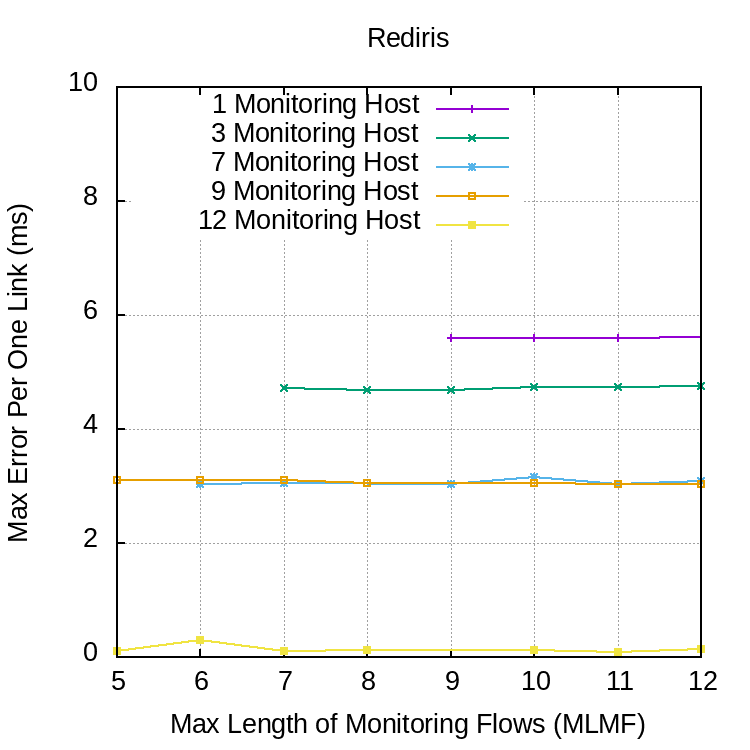 Rediris
10
1 Monitoring Host
3 Monitoring Host
7 Monitoring Host
9 Monitoring Host
12 Monitoring Host
8
6
4
2
0
Max Error Per One Link (ms)
5 6 7 8 9 10 11 12
Max Length of Monitoring Flows (MLMF)